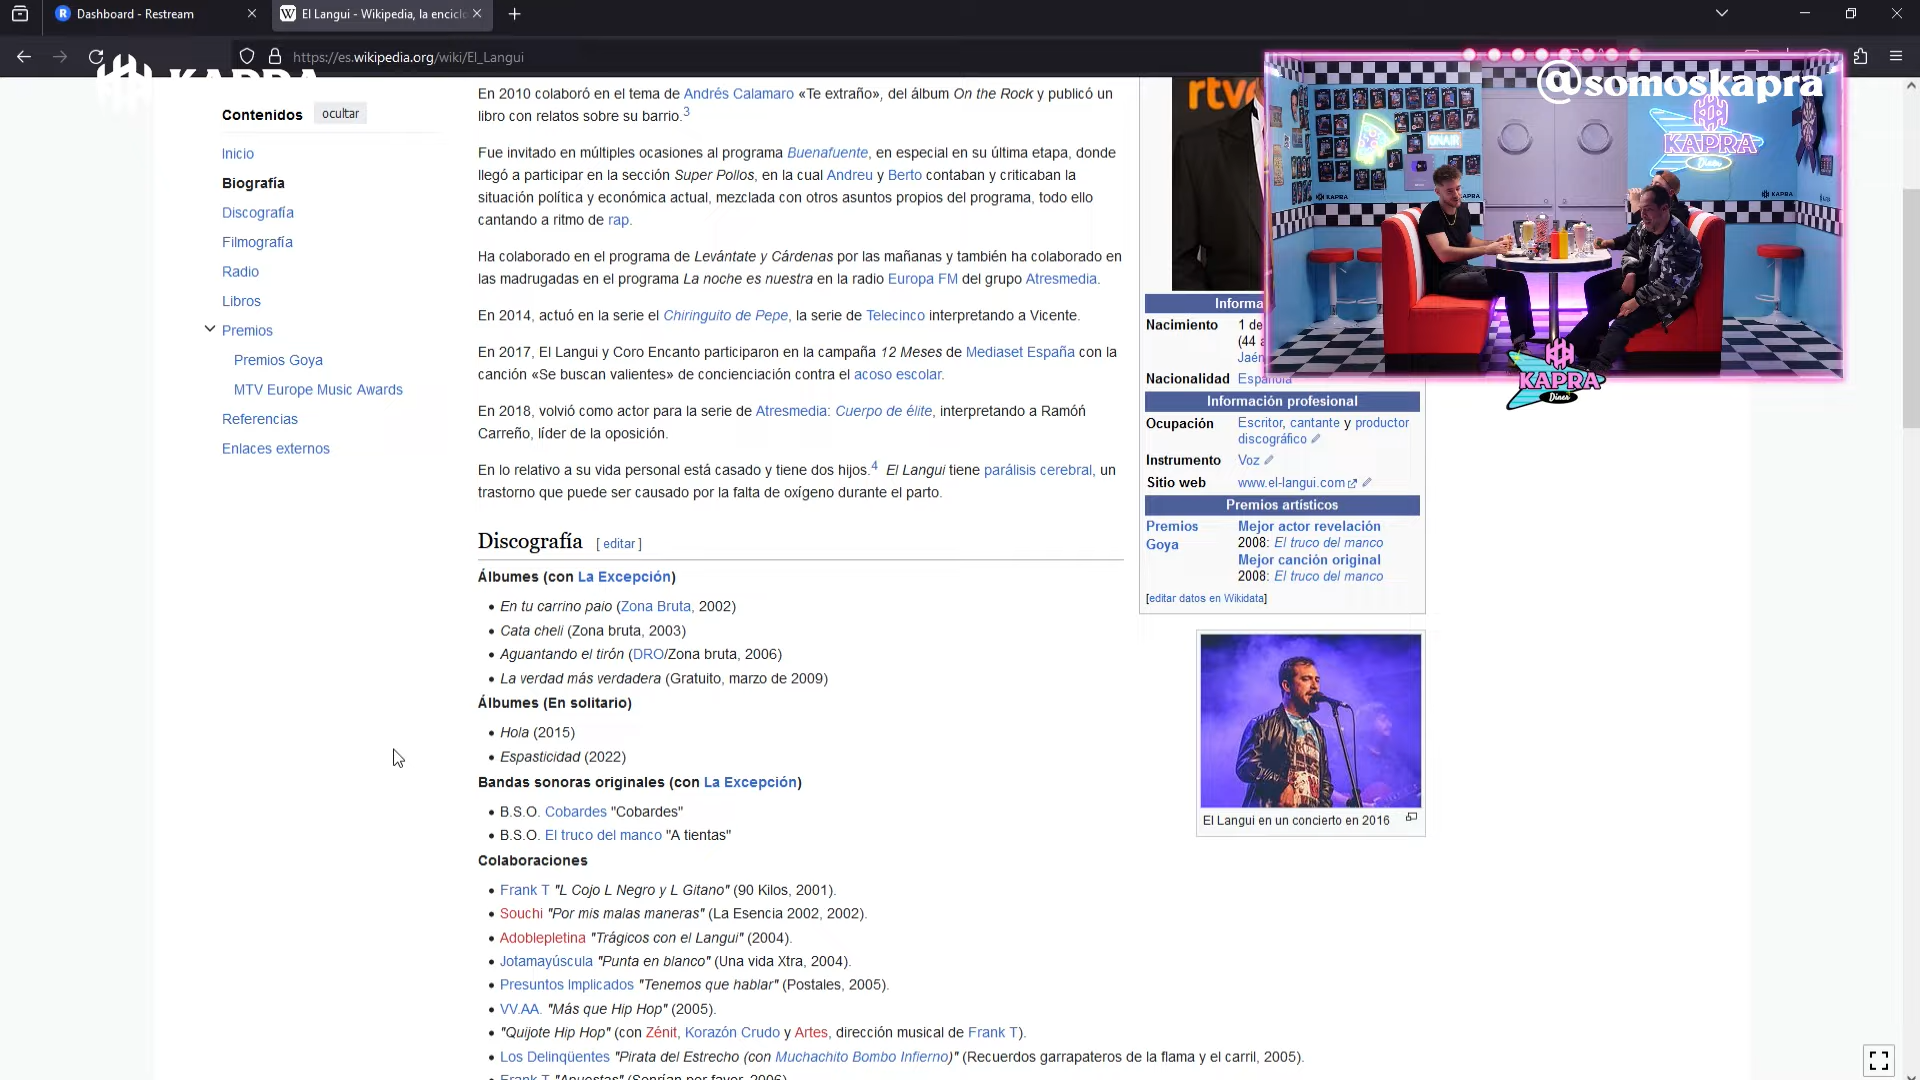 Dashboard - Restream
El Langui - Wikipedia, la encicl
https://es.wikipedia.org/wiki/El_Langui
KAPRA
@somoskapra
Contenidos ocultar
Inicio
Biografía
Discografía
Filmografía
Radio
Libros
Premios
Premios Goya
MTV Europe Music Awards
Referencias
Enlaces externos
En 2010 colaboró en el tema de Andrés Calamaro «Te extraño», del álbum On the Rock y publicó un
libro con relatos sobre su barrio.3
Fue invitado en múltiples ocasiones al programa Buenafuente, en especial en su última etapa, donde
llegó a participar en la sección Super Pollos, en la cual Andreu y Berto contaban y criticaban la
situación política y económica actual, mezclada con otros asuntos propios del programa, todo ello
cantando a ritmo de rap.
Ha colaborado en el programa de Levántate y Cárdenas por las mañanas y también ha colaborado en
las madrugadas en el programa La noche es nuestra en la radio Europa FM del grupo Atresmedia.
En 2014, actuó en la serie el Chiringuito de Pepe, la serie de Telecinco interpretando a Vicente.
En 2017, El Langui y Coro Encanto participaron en la campaña 12 Meses de Mediaset España con la
canción «Se buscan valientes» de concienciación contra el acoso escolar.
En 2018, volvió como actor para la serie de Atresmedia: Cuerpo de élite, interpretando a Ramón
Carreño, líder de la oposición.
En lo relativo a su vida personal está casado y tiene dos hijos.4 El Langui tiene parálisis cerebral, un
trastorno que puede ser causado por la falta de oxígeno durante el parto.
Discografía [ editar ]
Álbumes (con La Excepción)
• En tu carrino paio (Zona Bruta, 2002)
• Cata cheli (Zona bruta, 2003)
• Aguantando el tirón (DRO/Zona bruta, 2006)
• La verdad más verdadera (Gratuito, marzo de 2009)
Álbumes (En solitario)
• Hola (2015)
• Espasticidad (2022)
Bandas sonoras originales (con La Excepción)
• B.S.O. Cobardes "Cobardes"
• B.S.O. El truco del manco "A tientas"
Colaboraciones
• Frank T "L Cojo L Negro y L Gitano" (90 Kilos, 2001).
• Souchi "Por mis malas maneras" (La Esencia 2002, 2002).
• Adoblepletina "Trágicos con el Langui" (2004).
• Jotamayúscula "Punta en blanco" (Una vida Xtra, 2004).
• Presuntos Implicados "Tenemos que hablar" (Postales, 2005).
• VV.AA. "Más que Hip Hop" (2005).
• "Quijote Hip Hop" (con Zénit, Korazón Crudo y Artes, dirección musical de Frank T).
• Los Delinqüentes "Pirata del Estrecho (con Muchachito Bombo Infierno)" (Recuerdos garrapateros de la flama y el carril, 2005).
• Frank T "Apuestas" (Sonrían por favor, 2006)
rtve
Informa
Nacimiento 1 de
(44 a
Jaén
Nacionalidad Española
Información profesional
Ocupación Escritor, cantante y productor
discográfico
Instrumento Voz
Sitio web www.el-langui.com
Premios artísticos
Premios Goya Mejor actor revelación
2008: El truco del manco
Mejor canción original
2008: El truco del manco
[editar datos en Wikidata]
El Langui en un concierto en 2016
ON AIR
KAPRA
Diner
KAPRA
KAPRA
KAPRA
KAPRA
Diner